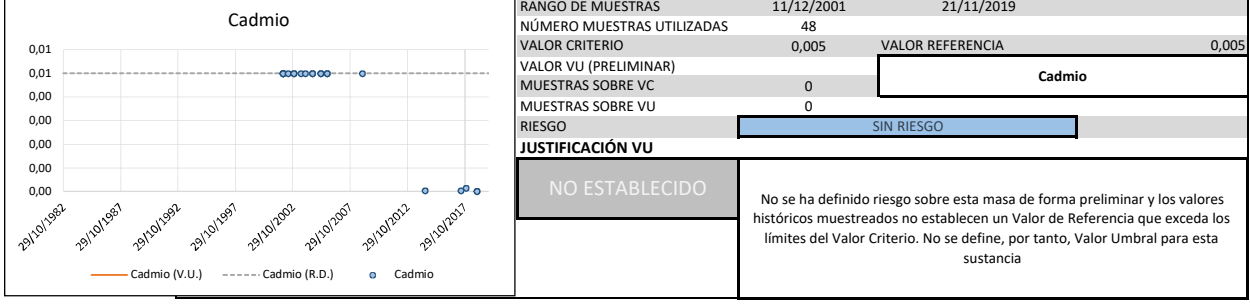 Cadmio
0,01
0,01
0,00
0,00
0,00
0,00
0,00
29/10/1982
29/10/1987
29/10/1992
29/10/1997
29/10/2002
29/10/2007
29/10/2012
29/10/2017
Cadmio (V.U.) Cadmio (R.D.) Cadmio
RANGO DE MUESTRAS 11/12/2001 21/11/2019
NÚMERO MUESTRAS UTILIZADAS 48
VALOR CRITERIO 0,005 VALOR REFERENCIA 0,005
VALOR VU (PRELIMINAR)
Cadmio
MUESTRAS SOBRE VC 0
MUESTRAS SOBRE VU 0
RIESGO SIN RIESGO
JUSTIFICACIÓN VU
NO ESTABLECIDO
No se ha definido riesgo sobre esta masa de forma preliminar y los valores
históricos muestreados no establecen un Valor de Referencia que exceda los
límites del Valor Criterio. No se define, por tanto, Valor Umbral para esta
sustancia